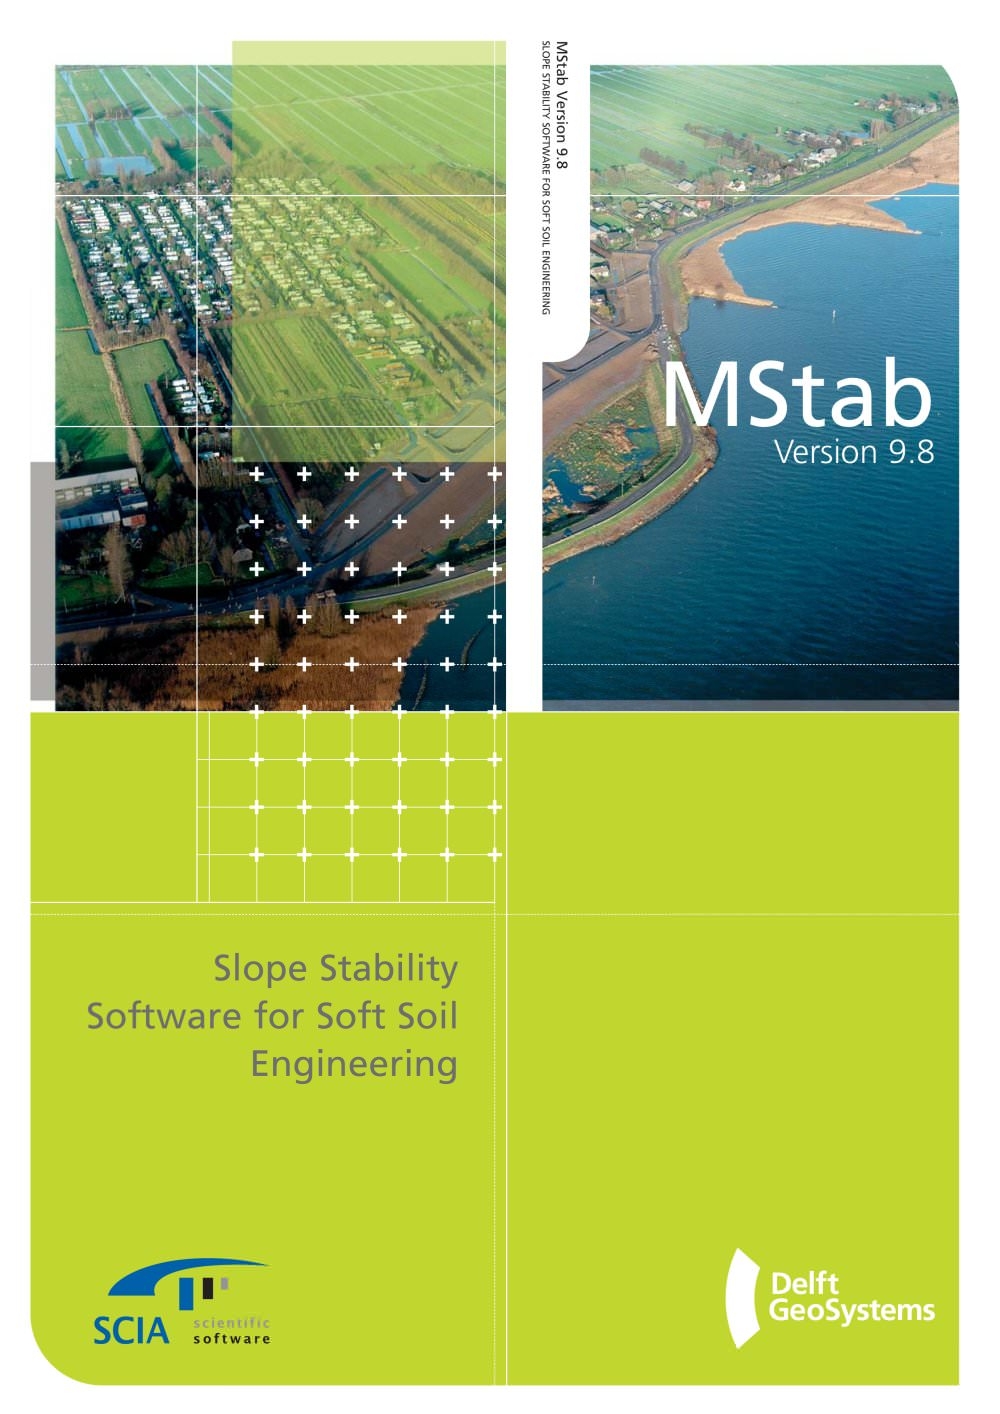 MStab Version 9.8
SLOPE STABILITY SOFTWARE FOR SOFT SOIL ENGINEERING
MStab
Version 9.8
Slope Stability
Software for Soft Soil
Engineering
SCIA
scientific
software
Delft
GeoSystems